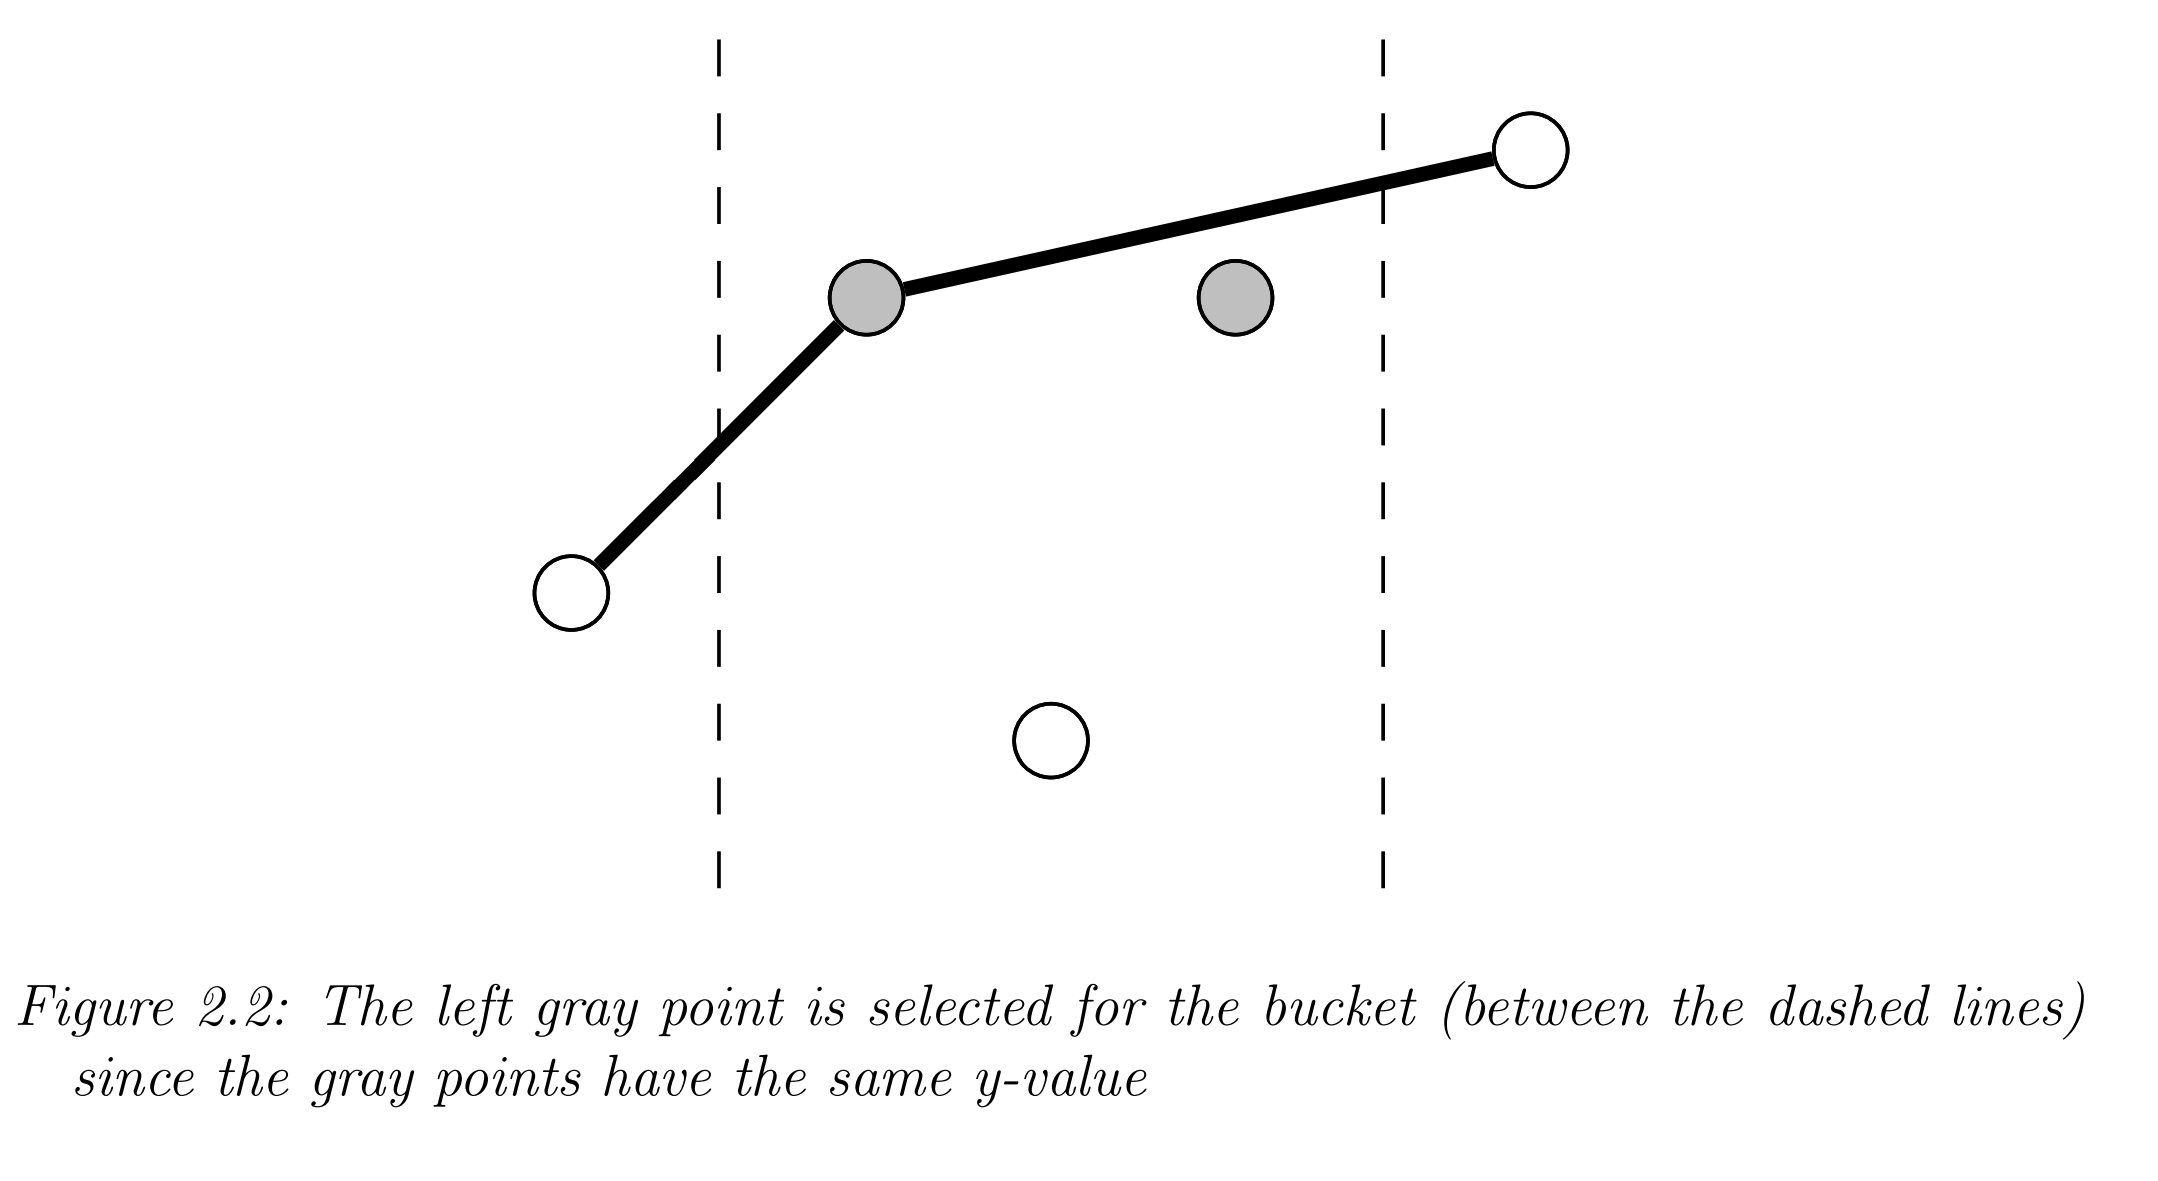 Figure 2.2: The left gray point is selected for the bucket (between the dashed lines)
since the gray points have the same y-value